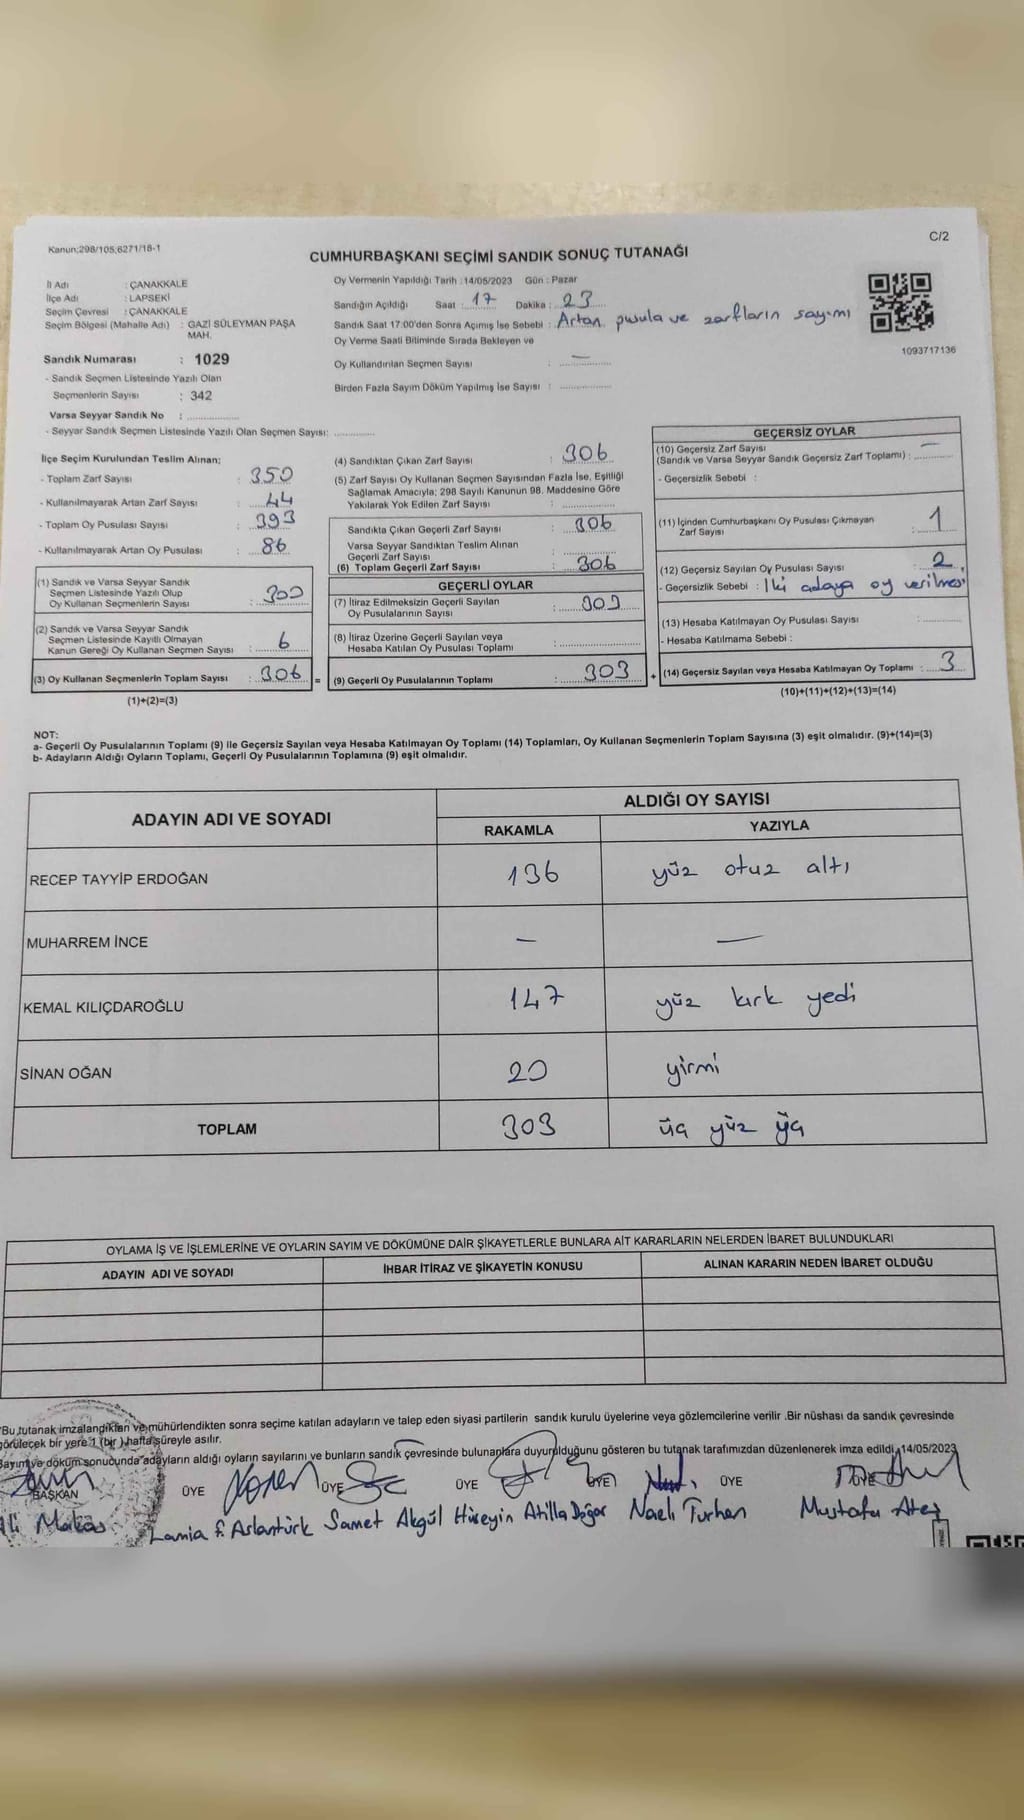 Kanun:298/105,6271/18-1
C/2
CUMHURBAŞKANI SEÇİMİ SANDIK SONUÇ TUTANAĞI
İl Adı : ÇANAKKALE
İlçe Adı : LAPSEKİ
Seçim Çevresi : ÇANAKKALE
Seçim Bölgesi (Mahalle Adı) : GAZİ SÜLEYMAN PAŞA
MAH.
Sandık Numarası : 1029
- Sandık Seçmen Listesinde Yazılı Olan
Seçmenlerin Sayısı : 342
Varsa Seyyar Sandık No : ..............
- Seyyar Sandık Seçmen Listesinde Yazılı Olan Seçmen Sayısı: ............
Oy Vermenin Yapıldığı Tarih :14/05/2023 Gün : Pazar
Sandığın Açıldığı Saat : 17 Dakika : 23
Sandık Saat 17:00'den Sonra Açımış İse Sebebi : Artan pusula ve zarfların sayımı
Oy Verme Saati Bitiminde Sırada Bekleyen ve
Oy Kullandırılan Seçmen Sayısı : —
Birden Fazla Sayım Döküm Yapılmış İse Sayısı : ..............
1093717136
İlçe Seçim Kurulundan Teslim Alınan;
- Toplam Zarf Sayısı : 350
- Kullanılmayarak Artan Zarf Sayısı : 44
- Toplam Oy Pusulası Sayısı : 393
- Kullanılmayarak Artan Oy Pusulası : 86
(1) Sandık ve Varsa Seyyar Sandık
Seçmen Listesinde Yazılı Olup
Oy Kullanan Seçmenlerin Sayısı : 300
(2) Sandık ve Varsa Seyyar Sandık
Seçmen Listesinde Kayıtlı Olmayan
Kanun Gereği Oy Kullanan Seçmen Sayısı : 6
(3) Oy Kullanan Seçmenlerin Toplam Sayısı : 306 =
(1)+(2)=(3)
(4) Sandıktan Çıkan Zarf Sayısı : 306
(5) Zarf Sayısı Oy Kullanan Seçmen Sayısından Fazla İse, Eşitliği
Sağlamak Amacıyla; 298 Sayılı Kanunun 98. Maddesine Göre
Yakılarak Yok Edilen Zarf Sayısı : ..............
Sandıkta Çıkan Geçerli Zarf Sayısı : 306
Varsa Seyyar Sandıktan Teslim Alınan
Geçerli Zarf Sayısı : ..............
(6) Toplam Geçerli Zarf Sayısı : 306
GEÇERLİ OYLAR
(7) İtiraz Edilmeksizin Geçerli Sayılan
Oy Pusulalarının Sayısı : 303
(8) İtiraz Üzerine Geçerli Sayılan veya
Hesaba Katılan Oy Pusulası Toplamı : ..............
(9) Geçerli Oy Pusulalarının Toplamı : 303 +
GEÇERSİZ OYLAR
(10) Geçersiz Zarf Sayısı
(Sandık ve Varsa Seyyar Sandık Geçersiz Zarf Toplamı) : —
- Geçersizlik Sebebi :
(11) İçinden Cumhurbaşkanı Oy Pusulası Çıkmayan
Zarf Sayısı : 1
(12) Geçersiz Sayılan Oy Pusulası Sayısı : 2
- Geçersizlik Sebebi : İki adaya oy verilmesi
(13) Hesaba Katılmayan Oy Pusulası Sayısı : ..............
- Hesaba Katılmama Sebebi :
(14) Geçersiz Sayılan veya Hesaba Katılmayan Oy Toplamı : 3
(10)+(11)+(12)+(13)=(14)
NOT:
a- Geçerli Oy Pusulalarının Toplamı (9) ile Geçersiz Sayılan veya Hesaba Katılmayan Oy Toplamı (14) Toplamları, Oy Kullanan Seçmenlerin Toplam Sayısına (3) eşit olmalıdır. (9)+(14)=(3)
b- Adayların Aldığı Oyların Toplamı, Geçerli Oy Pusulalarının Toplamına (9) eşit olmalıdır.
ADAYIN ADI VE SOYADI
ALDIĞI OY SAYISI
RAKAMLA YAZIYLA
RECEP TAYYİP ERDOĞAN 136 yüz otuz altı
MUHARREM İNCE — —
KEMAL KILIÇDAROĞLU 147 yüz kırk yedi
SİNAN OĞAN 20 yirmi
TOPLAM 303 üç yüz üç
OYLAMA İŞ VE İŞLEMLERİNE VE OYLARIN SAYIM VE DÖKÜMÜNE DAİR ŞİKAYETLERLE BUNLARA AİT KARARLARIN NELERDEN İBARET BULUNDUKLARI
ADAYIN ADI VE SOYADI İHBAR İTİRAZ VE ŞİKAYETİN KONUSU ALINAN KARARIN NEDEN İBARET OLDUĞU
*Bu tutanak imzalandıktan ve mühürlendikten sonra seçime katılan adayların ve talep eden siyasi partilerin sandık kurulu üyelerine veya gözlemcilerine verilir .Bir nüshası da sandık çevresinde
görülecek bir yere 1 (bir ) hafta süreyle asılır.
Sayım ve döküm sonucunda adayların aldığı oyların sayılarını ve bunların sandık çevresinde bulunanlara duyurulduğunu gösteren bu tutanak tarafımızdan düzenlenerek imza edildi.14/05/2023
BAŞKAN ÜYE ÜYE ÜYE ÜYE ÜYE ÜYE
Lamia F. Aslantürk Samet Akgül Hüseyin Atilla Doğar Naeli Turhan Mustafa Ateş